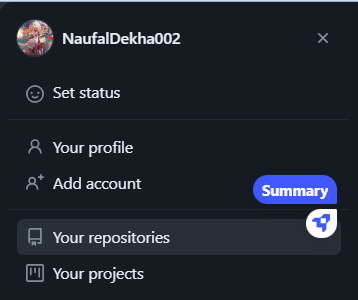 NaufalDekha002
Set status
Your profile
Add account
Summary
Your repositories
Your projects